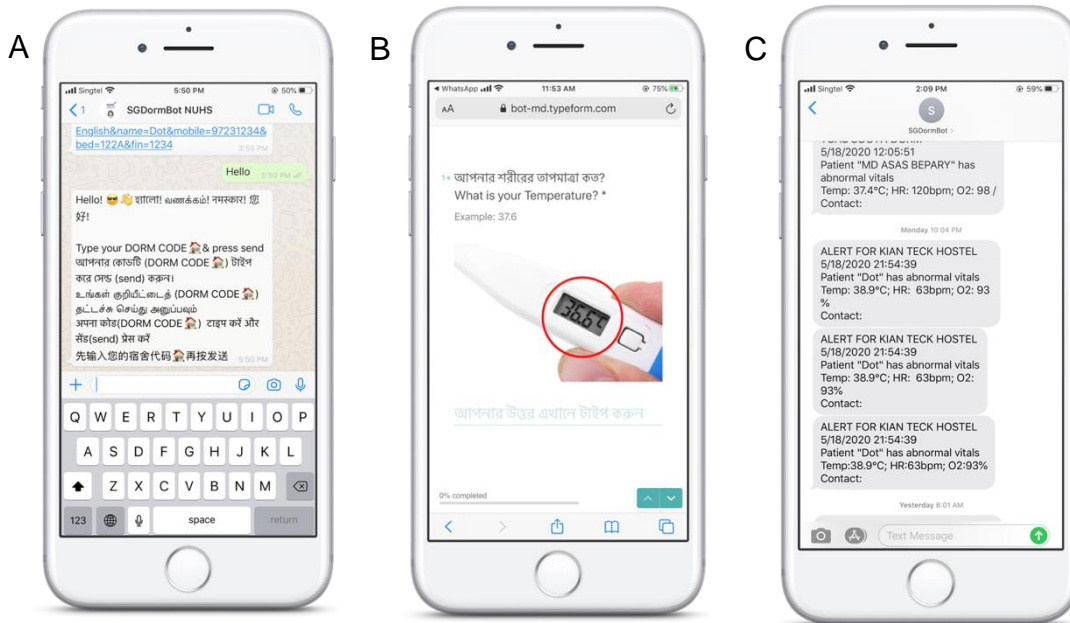 A
Singtel
5:50 PM
50%
1
SGDormBot NUHS
English&name=Dot&mobile=97231234&
bed=122A&fin=1234
3:55 PM
Hello
5:50 PM
Hello! 😎👋 হ্যালো! வணக்கம்! नमस्कार! 您
好!
Type your DORM CODE 🏠& press send
আপনার কোডটি (DORM CODE 🏠) টাইপ
করে সেন্ড (send) করুন।
உங்கள் குறியீட்டைத் (DORM CODE 🏠)
தட்டச்சு செய்து அனுப்பவும்
अपना कोड(DORM CODE 🏠) टाइप करें और
सेंड(send) प्रेस करें
先输入您的宿舍代码🏠再按发送
5:50 PM
Q W E R T Y U I O P
A S D F G H J K L
Z X C V B N M
123
space
return
B
WhatsApp
11:53 AM
75%
AA
bot-md.typeform.com
1
আপনার শরীরের তাপমাত্রা কত?
What is your Temperature? *
Example: 37.6
36.6c
আপনার উত্তর এখানে টাইপ করুন
0% completed
C
Singtel
2:09 PM
59%
S
SGDormBot >
5/18/2020 12:05:51
Patient "MD ASAS BEPARY" has
abnormal vitals
Temp: 37.4°C; HR: 120bpm; O2: 98 /
Contact:
Monday 10:04 PM
ALERT FOR KIAN TECK HOSTEL
5/18/2020 21:54:39
Patient "Dot" has abnormal vitals
Temp: 38.9°C; HR: 63bpm; O2: 93
%
Contact:
ALERT FOR KIAN TECK HOSTEL
5/18/2020 21:54:39
Patient "Dot" has abnormal vitals
Temp: 38.9°C; HR: 63bpm; O2:
93%
Contact:
ALERT FOR KIAN TECK HOSTEL
5/18/2020 21:54:39
Patient "Dot" has abnormal vitals
Temp:38.9°C; HR:63bpm; O2:93%
Contact:
Yesterday 8:01 AM
Text Message